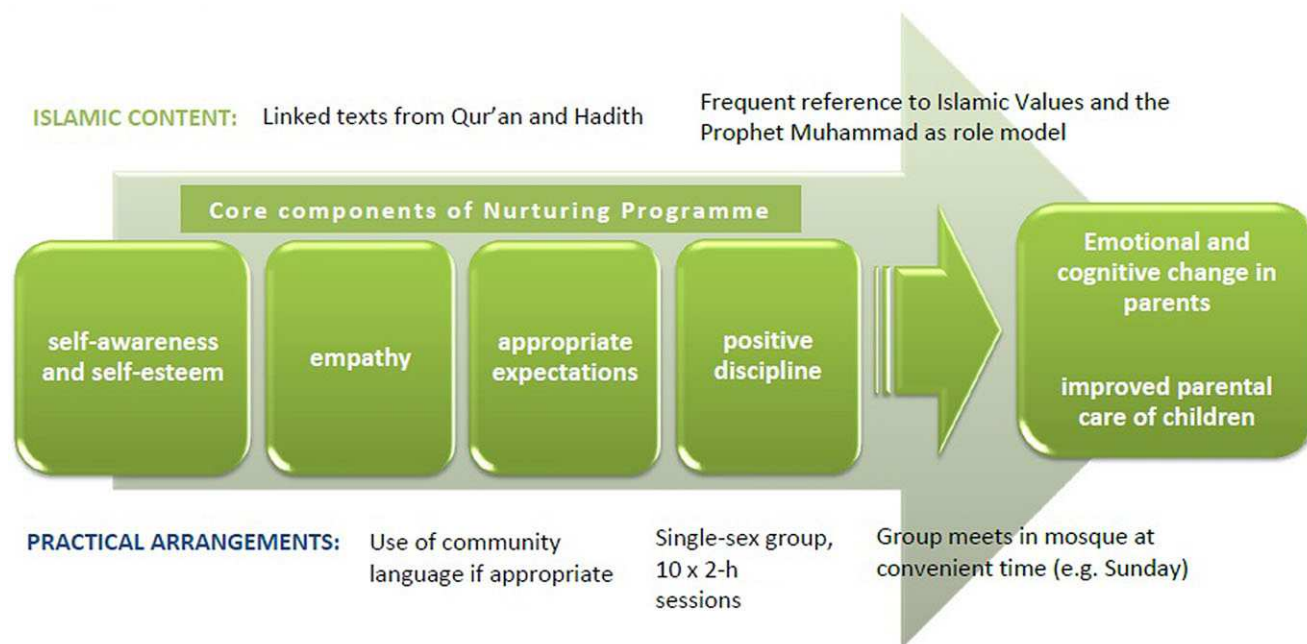 ISLAMIC CONTENT: Linked texts from Qur'an and Hadith
Frequent reference to Islamic Values and the
Prophet Muhammad as role model
Core components of Nurturing Programme
self-awareness
and self-esteem
empathy
appropriate
expectations
positive
discipline
Emotional and
cognitive change in
parents
improved parental
care of children
PRACTICAL ARRANGEMENTS:
Use of community
language if appropriate
Single-sex group,
10 x 2-h
sessions
Group meets in mosque at
convenient time (e.g. Sunday)